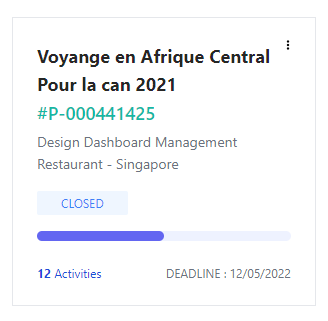 Voyange en Afrique Central
Pour la can 2021
#P-000441425
Design Dashboard Management
Restaurant - Singapore
CLOSED
12 Activities
DEADLINE : 12/05/2022